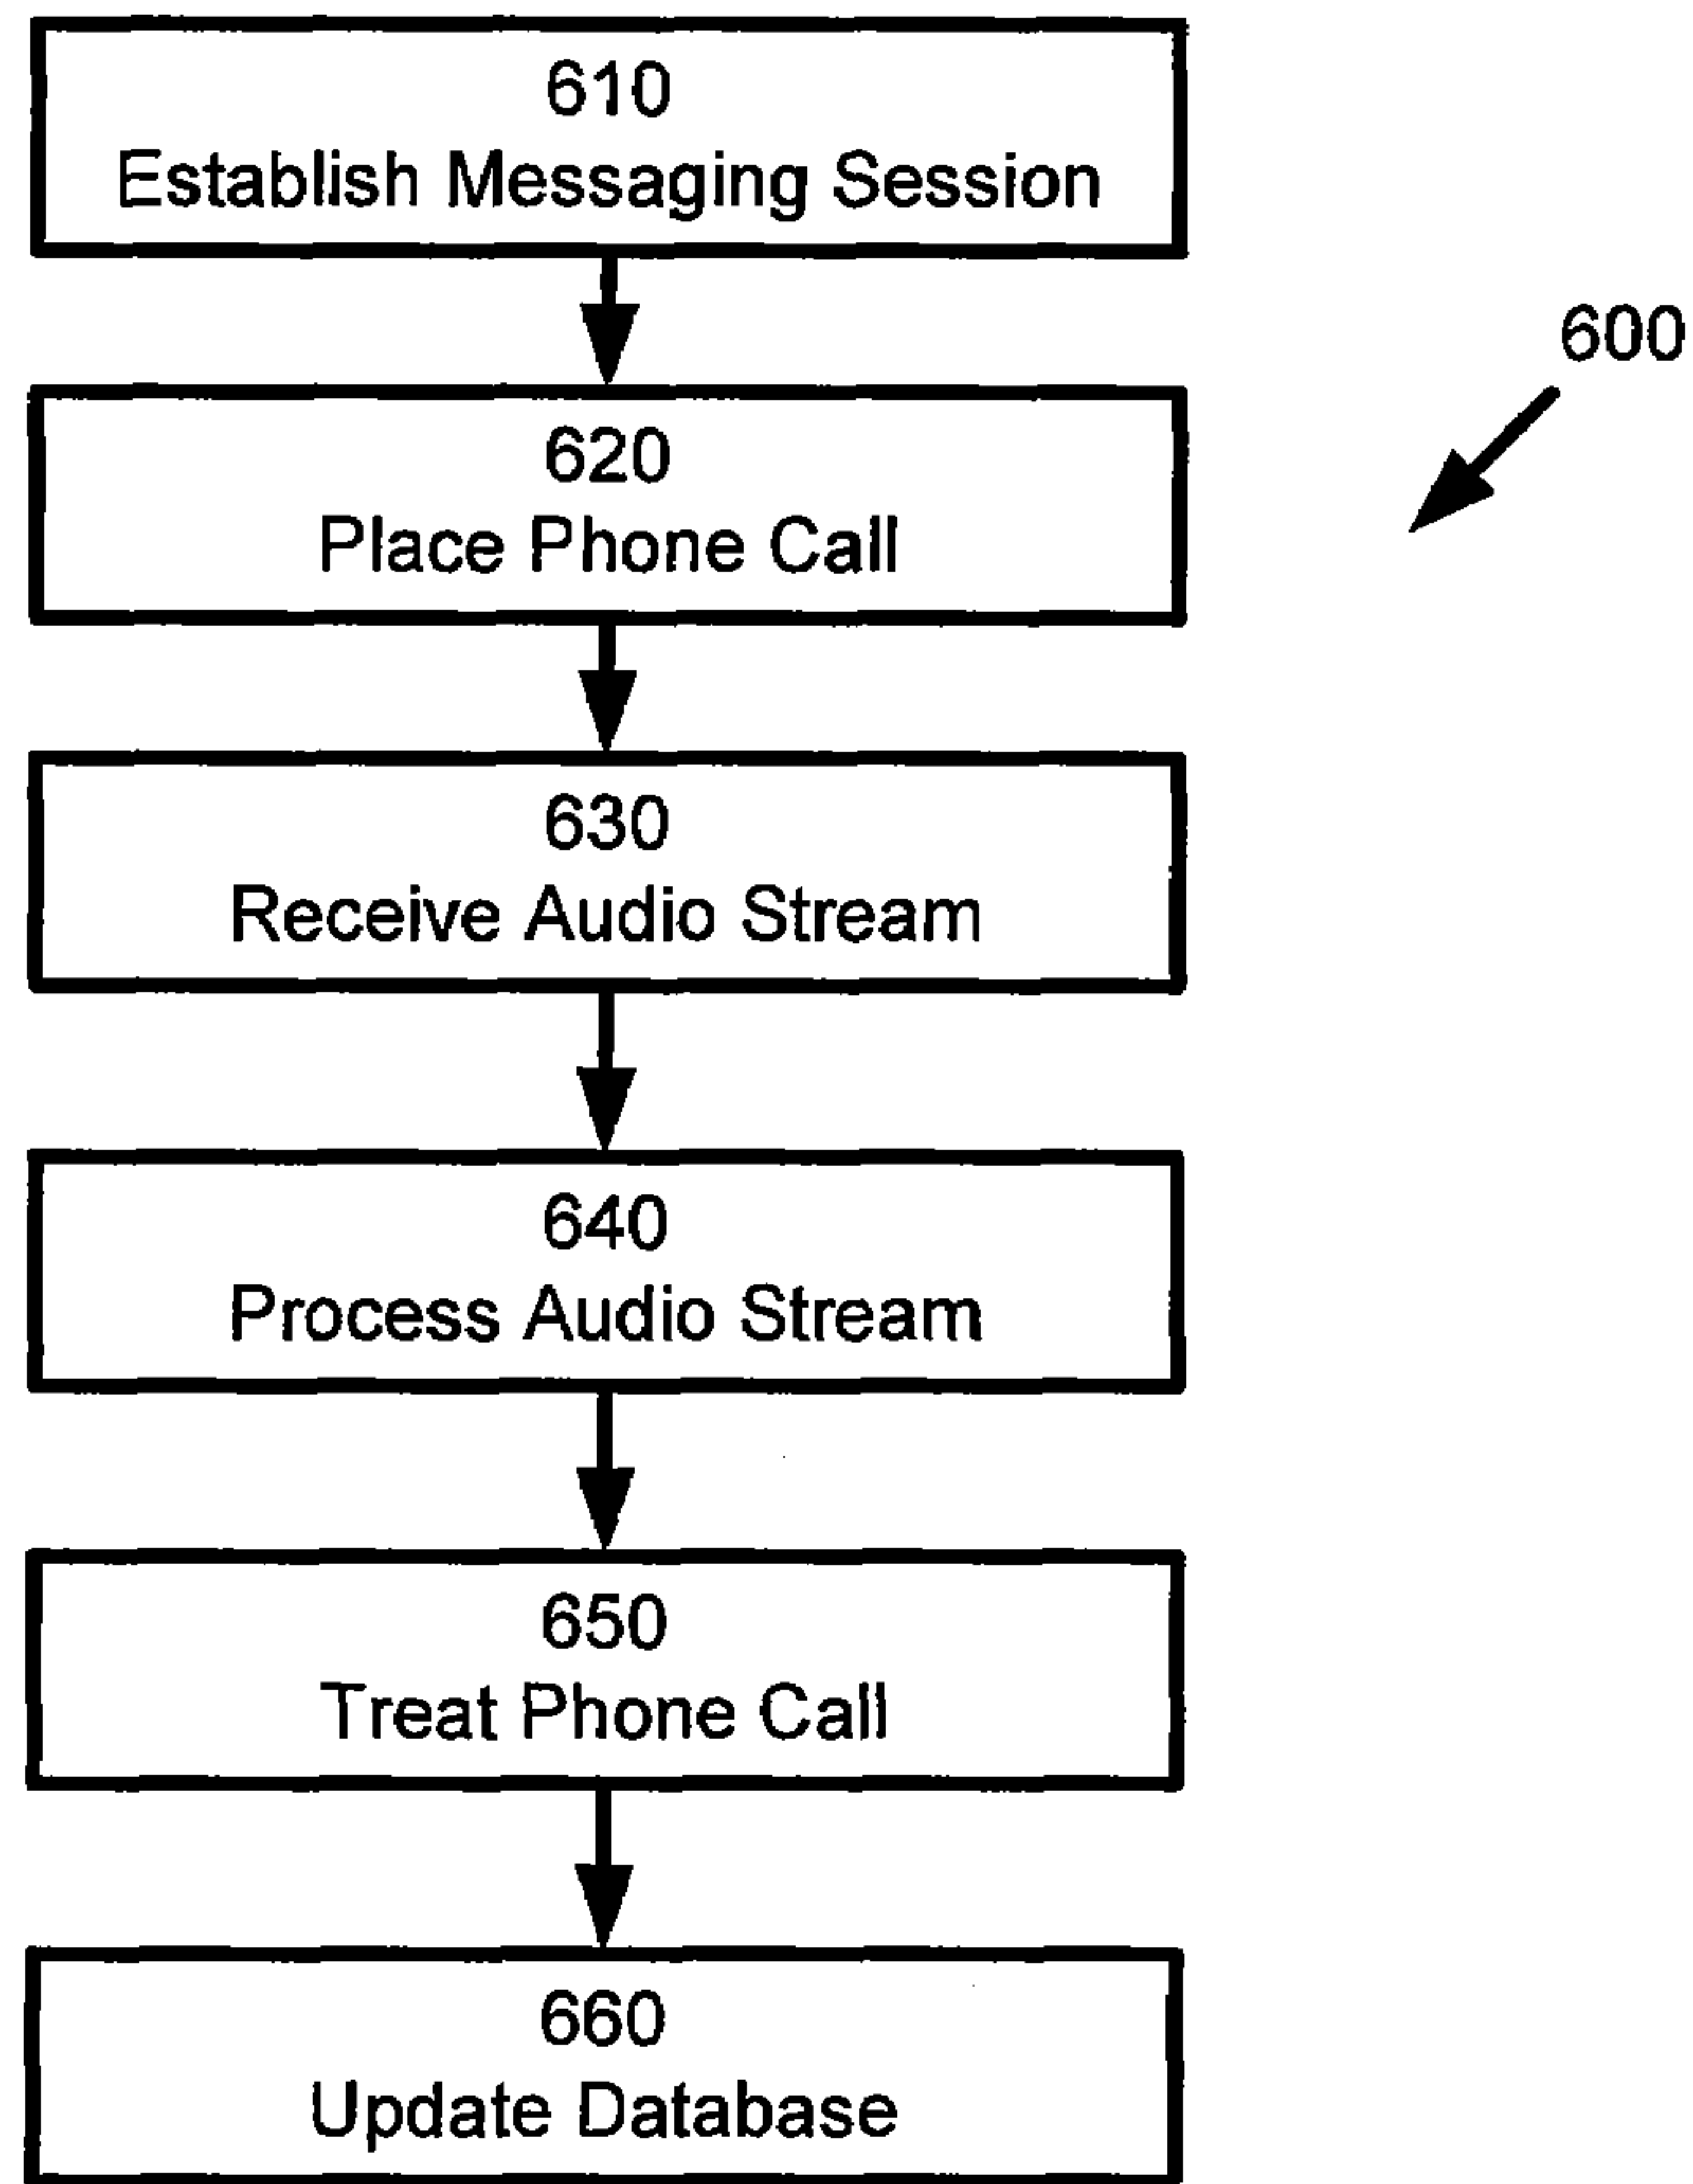 610
Establish Messaging Session
600
620
Place Phone Call
630
Receive Audio Stream
640
Process Audio Stream
650
Treat Phone Call
660
Update Database